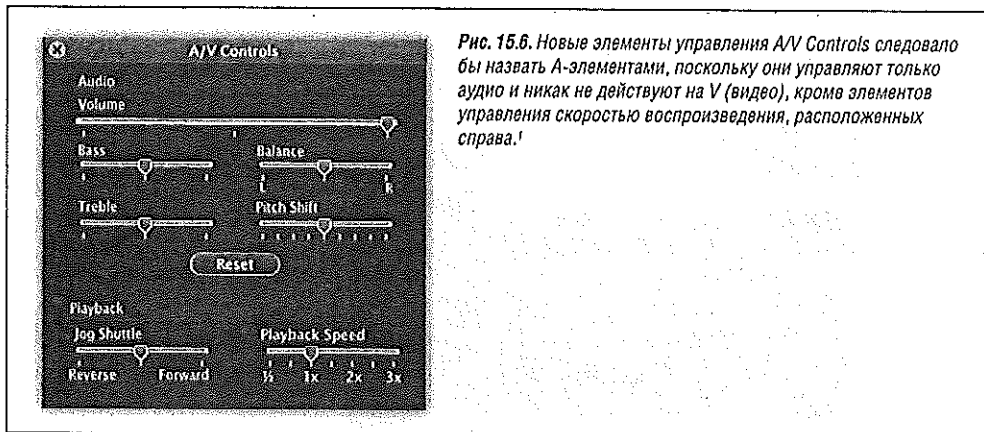 A/V Controls
Audio
Volume
Bass
Balance
L
R
Treble
Pitch Shift
Reset
Playback
Jog Shuttle
Playback Speed
Reverse
Forward
½
1x
2x
3x
Рис. 15.6. Новые элементы управления A/V Controls следовало
бы назвать А-элементами, поскольку они управляют только
аудио и никак не действуют на V (видео), кроме элементов
управления скоростью воспроизведения, расположенных
справа.¹